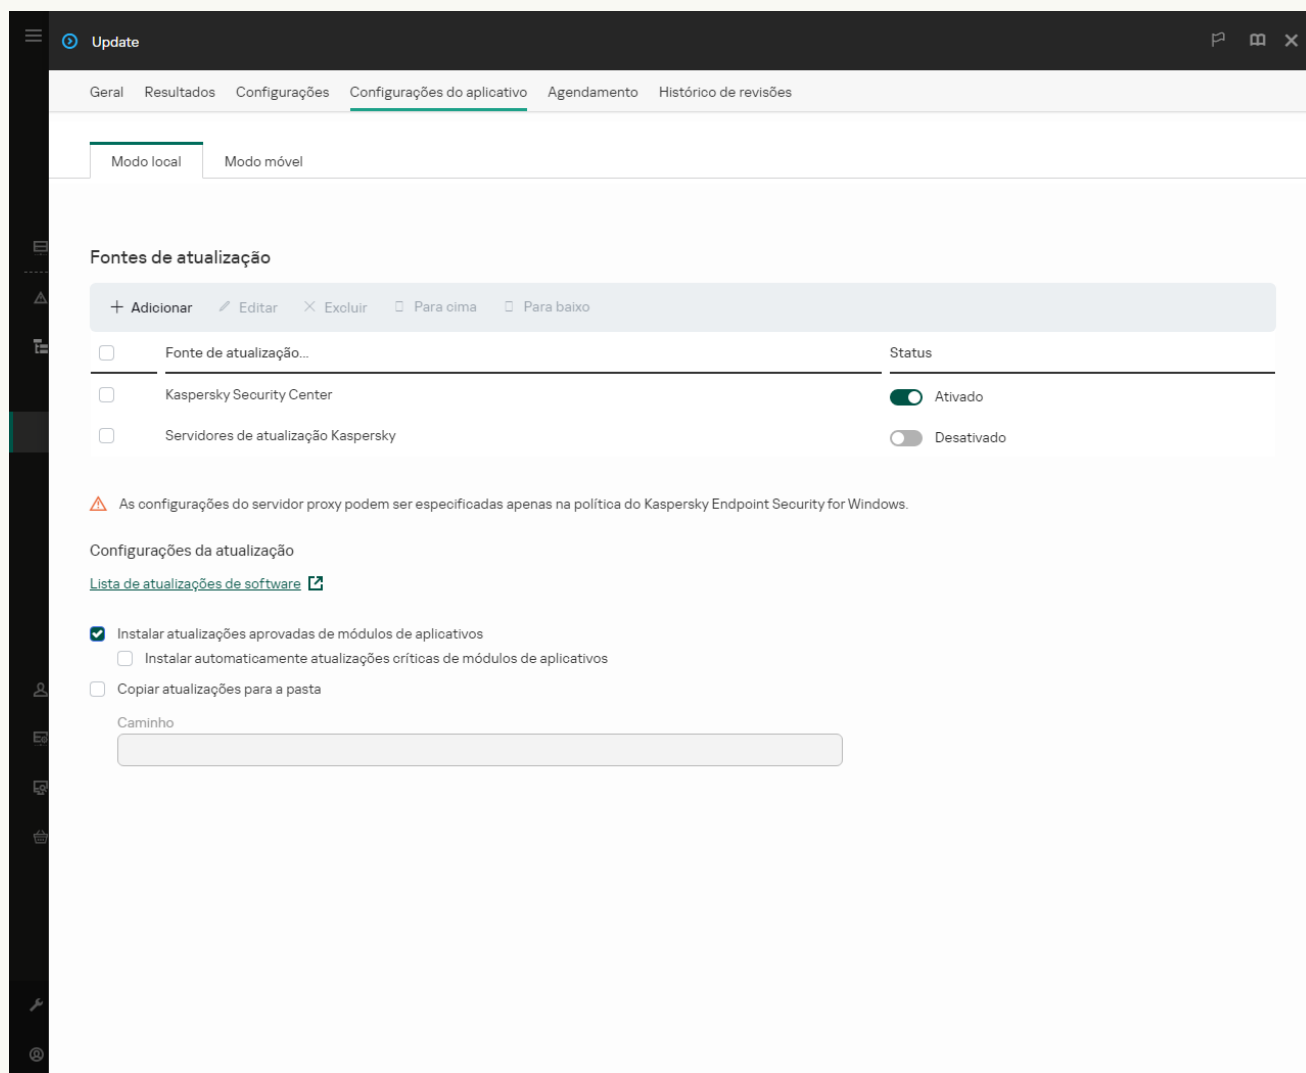 Update
Geral Resultados Configurações Configurações do aplicativo Agendamento Histórico de revisões
Modo local Modo móvel
Fontes de atualização
Adicionar Editar Excluir Para cima Para baixo
Fonte de atualização... Status
Kaspersky Security Center Ativado
Servidores de atualização Kaspersky Desativado
As configurações do servidor proxy podem ser especificadas apenas na política do Kaspersky Endpoint Security for Windows.
Configurações da atualização
Lista de atualizações de software
Instalar atualizações aprovadas de módulos de aplicativos
Instalar automaticamente atualizações críticas de módulos de aplicativos
Copiar atualizações para a pasta
Caminho